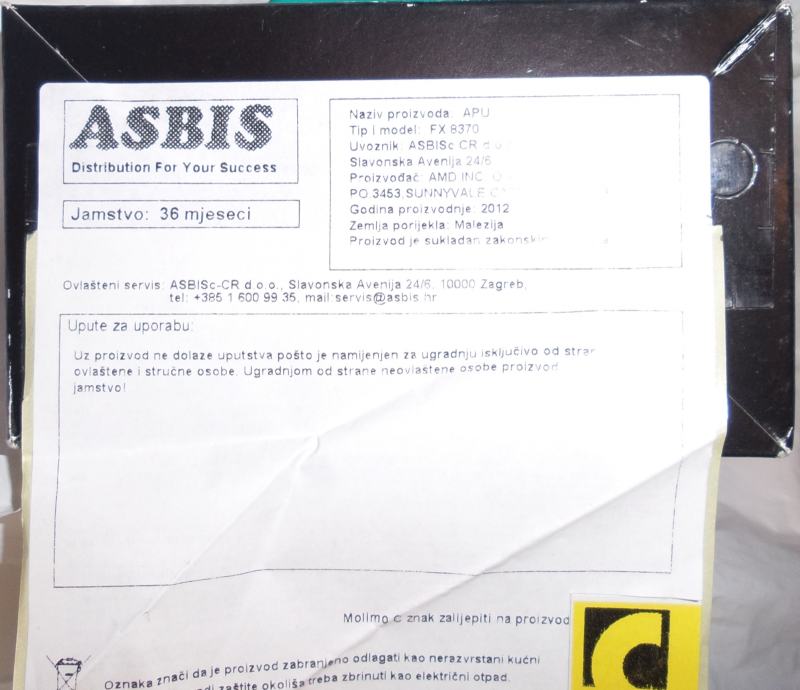 ASBIS
Distribution For Your Success
Jamstvo: 36 mjeseci
Naziv proizvoda: APU
Tip i model: FX 8370
Uvoznik: ASBISc CR d.o.
Slavonska Avenija 24/6
Proizvođač: AMD INC.
PO 3453,SUNNYVALE
Godina proizvodnje: 2012
Zemlja porijekla: Malezija
Proizvod je sukladan
Ovlašteni servis: ASBISc-CR d.o.o., Slavonska Avenija 24/6, 10000 Zagreb,
tel: +385 1 600 99 35, mail:servis@asbis.hr
Upute za uporabu:
Uz proizvod ne dolaze uputstva pošto je namijenjen za ugradnju isključivo od
ovlaštene i stručne osobe. Ugradnjom od strane neovlaštene osobe proizvod
jamstvo!
Molimo c znak zalijepiti na proizvod
Oznaka znači da je proizvod zabranjeno odlagati kao nerazvrstani kućni
zaštite okoliša treba zbrinuti kao električni otpad.